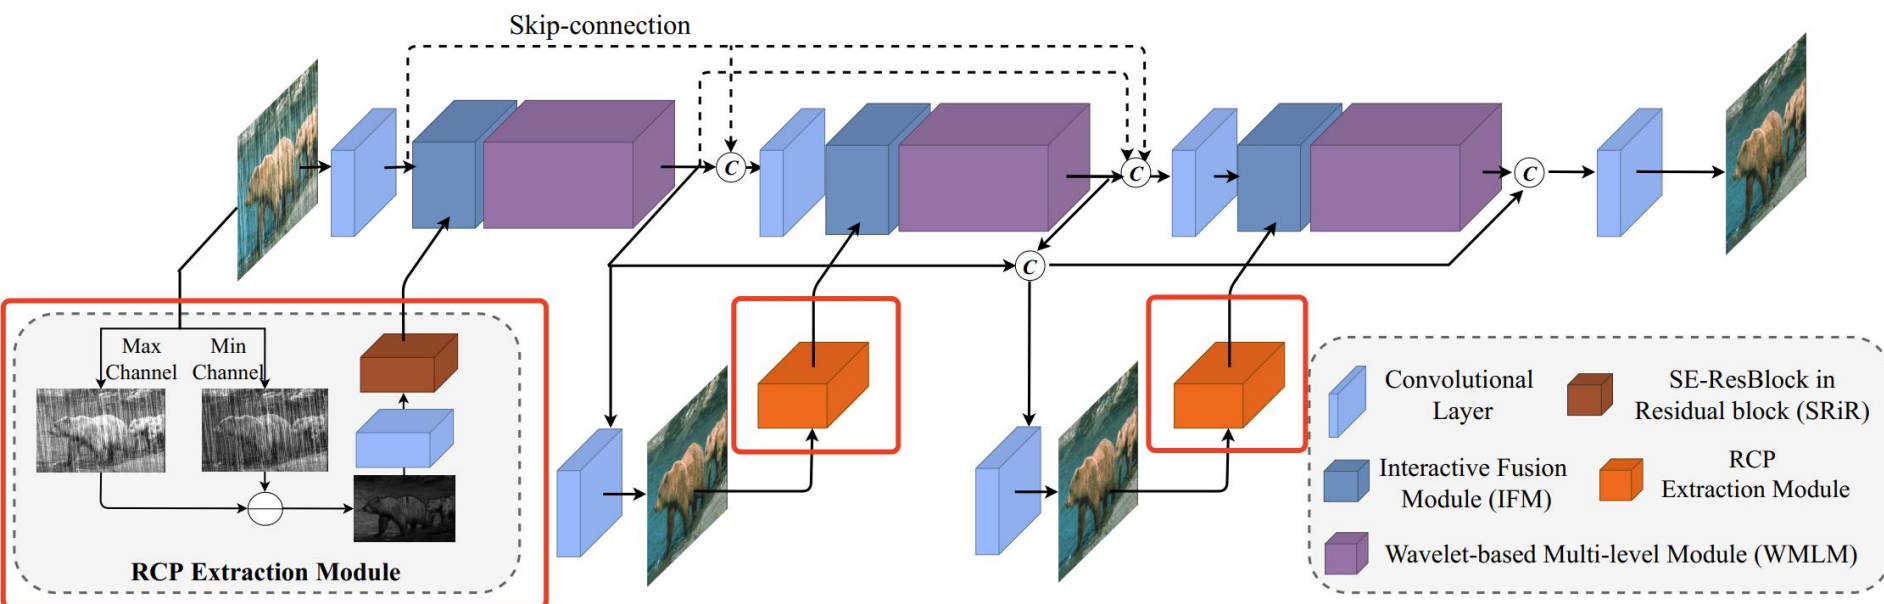 Skip-connection
C
C
C
C
Max
Channel
Min
Channel
RCP Extraction Module
Convolutional
Layer
SE-ResBlock in
Residual block (SRiR)
Interactive Fusion
Module (IFM)
RCP
Extraction Module
Wavelet-based Multi-level Module (WMLM)